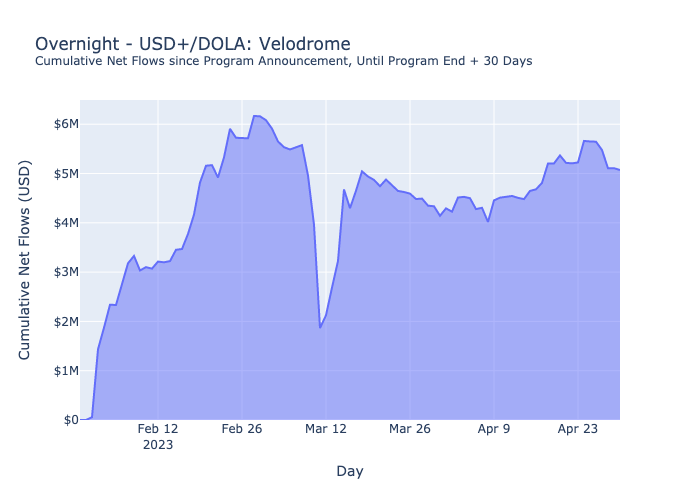 Overnight - USD+/DOLA: Velodrome
Cumulative Net Flows since Program Announcement, Until Program End + 30 Days
Cumulative Net Flows (USD)
$6M
$5M
$4M
$3M
$2M
$1M
$0
Feb 12
2023
Feb 26
Mar 12
Mar 26
Apr 9
Apr 23
Day